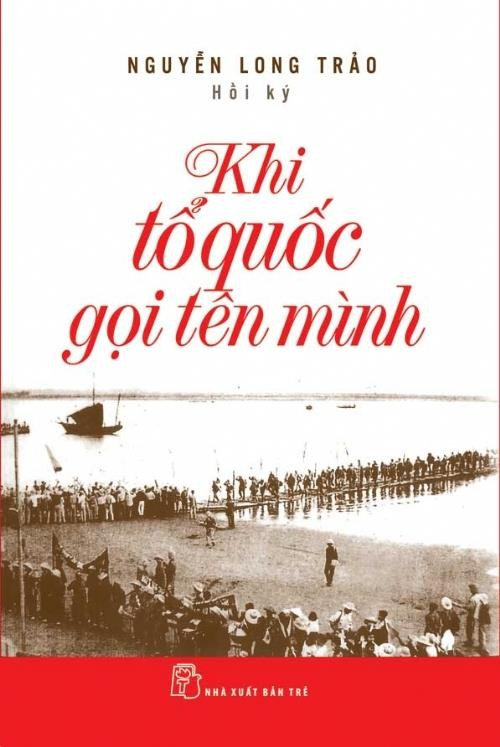 NGUYỄN LONG TRẢO
Hồi ký
Khi
tổ quốc
gọi tên mình
NHÀ XUẤT BẢN TRẺ